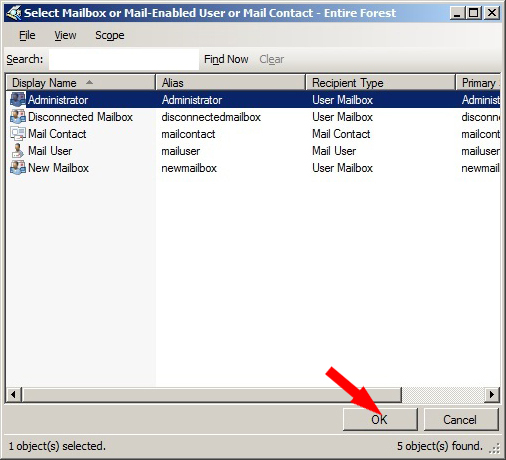 Select Mailbox or Mail-Enabled User or Mail Contact - Entire Forest
File View Scope
Search: Find Now Clear
Display Name Alias Recipient Type Primary
Administrator Administrator User Mailbox Administ
Disconnected Mailbox disconnectedmailbox User Mailbox disconne
Mail Contact mailcontact Mail Contact mailcont
Mail User mailuser Mail User mailuser
New Mailbox newmailbox User Mailbox newmail
OK Cancel
1 object(s) selected. 5 object(s) found.